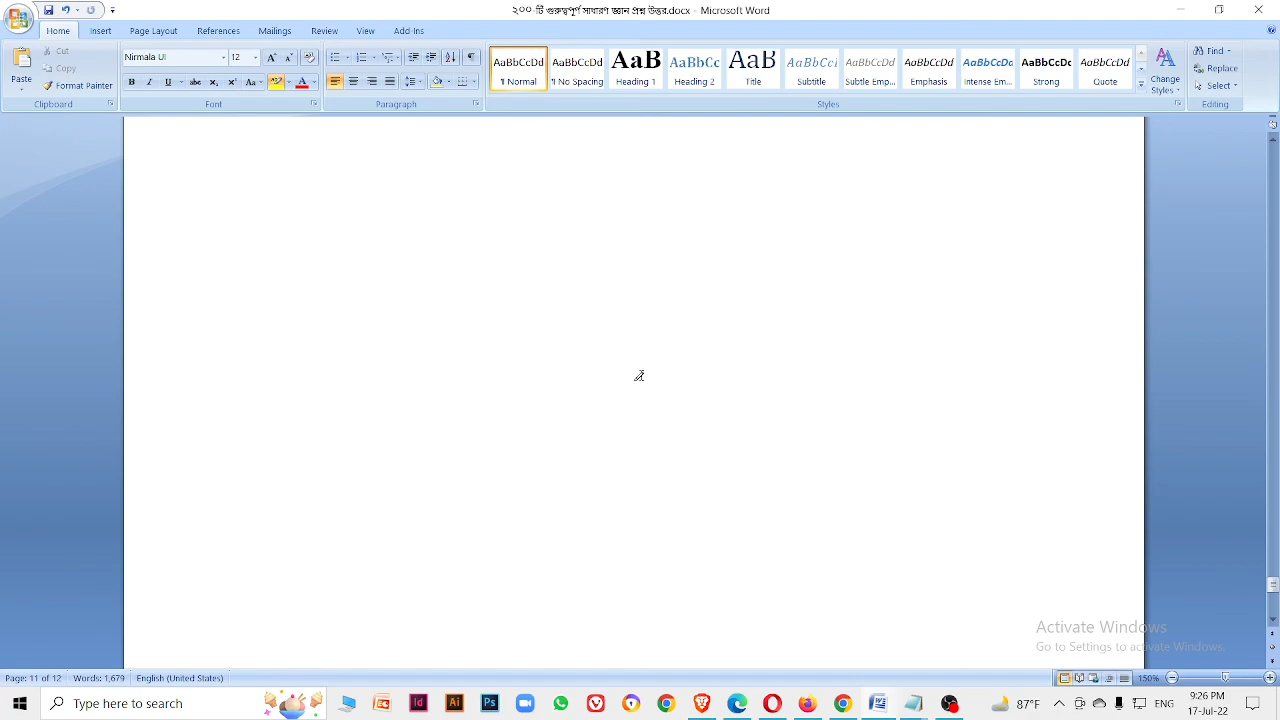 ২০০-টি গুরুত্বপূর্ণ সাধারণ জ্ঞান প্রশ্ন উত্তর.docx - Microsoft Word
Home Insert Page Layout References Mailings Review View Add-Ins
Paste
Cut
Copy
Format Painter
Clipboard
Nirmala UI 12
Font
Paragraph
AaBbCcDd AaBbCcDd AaB AaBbCc AaB AaBbCcI AaBbCcDd AaBbCcDd AaBbCcDd AaBbCcDc AaBbCcDd
¶ Normal ¶ No Spacing Heading 1 Heading 2 Title Subtitle Subtle Emp... Emphasis Intense Em... Strong Quote
Change Styles
Styles
Find
Replace
Select
Editing
Activate Windows
Go to Settings to activate Windows.
Page: 11 of 12 Words: 1,679 English (United States) 150%
Type here to search
87°F ENG
9:26 PM
17-Jul-22